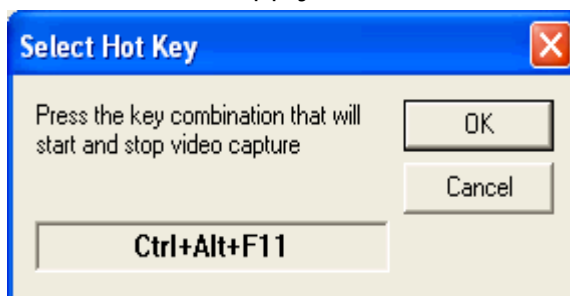 Select Hot Key
Press the key combination that will
start and stop video capture
OK
Cancel
Ctrl+Alt+F11